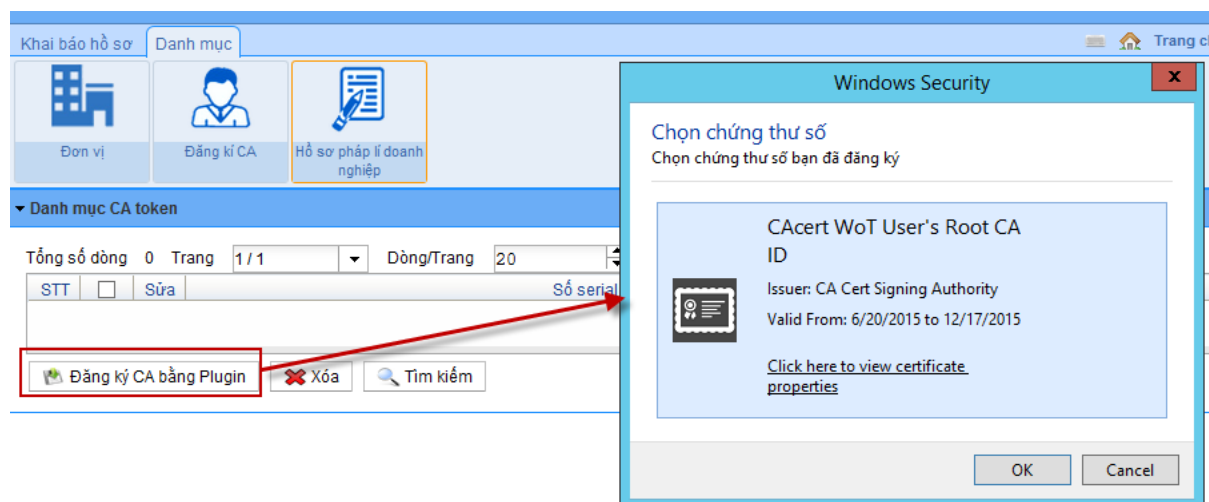 Khai báo hồ sơ Danh mục Trang
Đơn vị Đăng kí CA Hồ sơ pháp lí doanh
nghiệp
Danh mục CA token
Tổng số dòng 0 Trang 1 / 1 Dòng/Trang 20
STT Sửa Số serial
Đăng ký CA bằng Plugin Xóa Tìm kiếm
Windows Security
x
Chọn chứng thư số
Chọn chứng thư số bạn đã đăng ký
CAcert WoT User's Root CA
ID
Issuer: CA Cert Signing Authority
Valid From: 6/20/2015 to 12/17/2015
Click here to view certificate
properties
OK Cancel